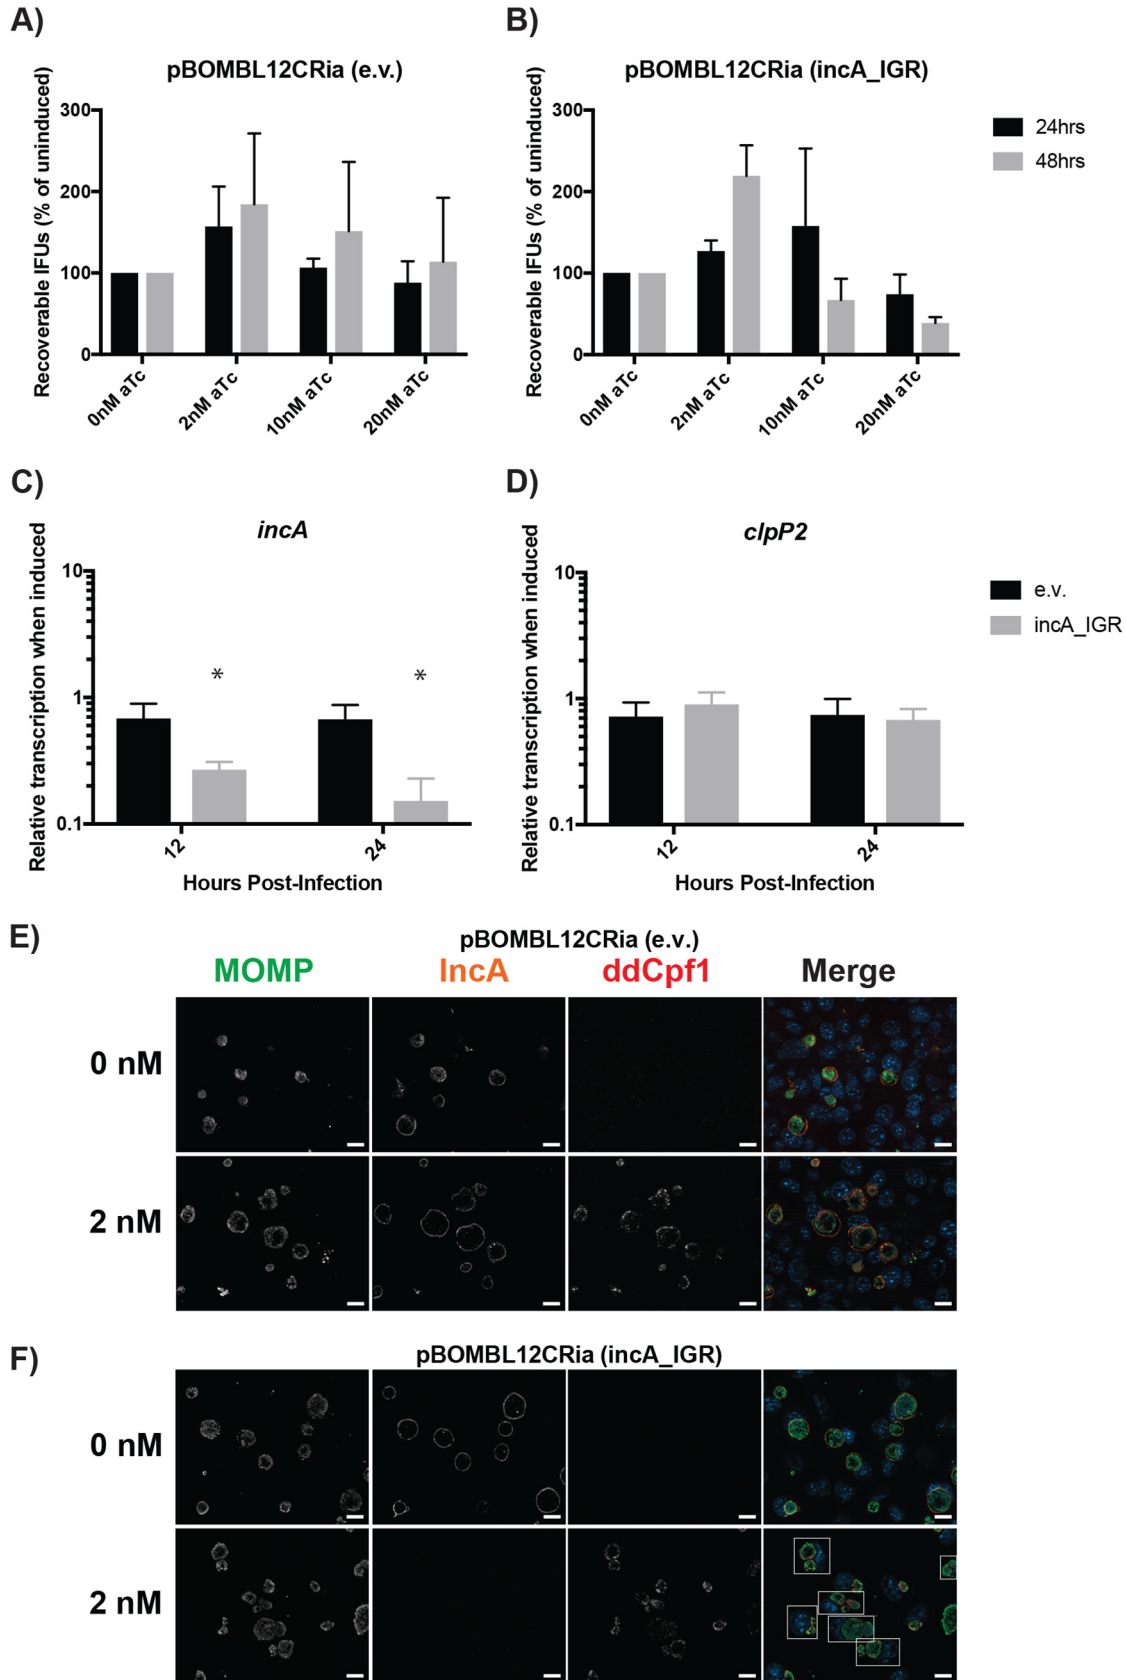 A)
pBOMBL12CRia (e.v.)
Recoverable IFUs (% of uninduced)
300
200
100
0
0nM aTc
2nM aTc
10nM aTc
20nM aTc
B)
pBOMBL12CRia (incA_IGR)
Recoverable IFUs (% of uninduced)
300
200
100
0
0nM aTc
2nM aTc
10nM aTc
20nM aTc
24hrs
48hrs
C)
incA
Relative transcription when induced
10
1
0.1
*
*
12
24
Hours Post-Infection
D)
clpP2
Relative transcription when induced
10
1
0.1
12
24
Hours Post-Infection
e.v.
incA_IGR
E)
pBOMBL12CRia (e.v.)
MOMP IncA ddCpf1 Merge
0 nM
2 nM
F)
pBOMBL12CRia (incA_IGR)
0 nM
2 nM